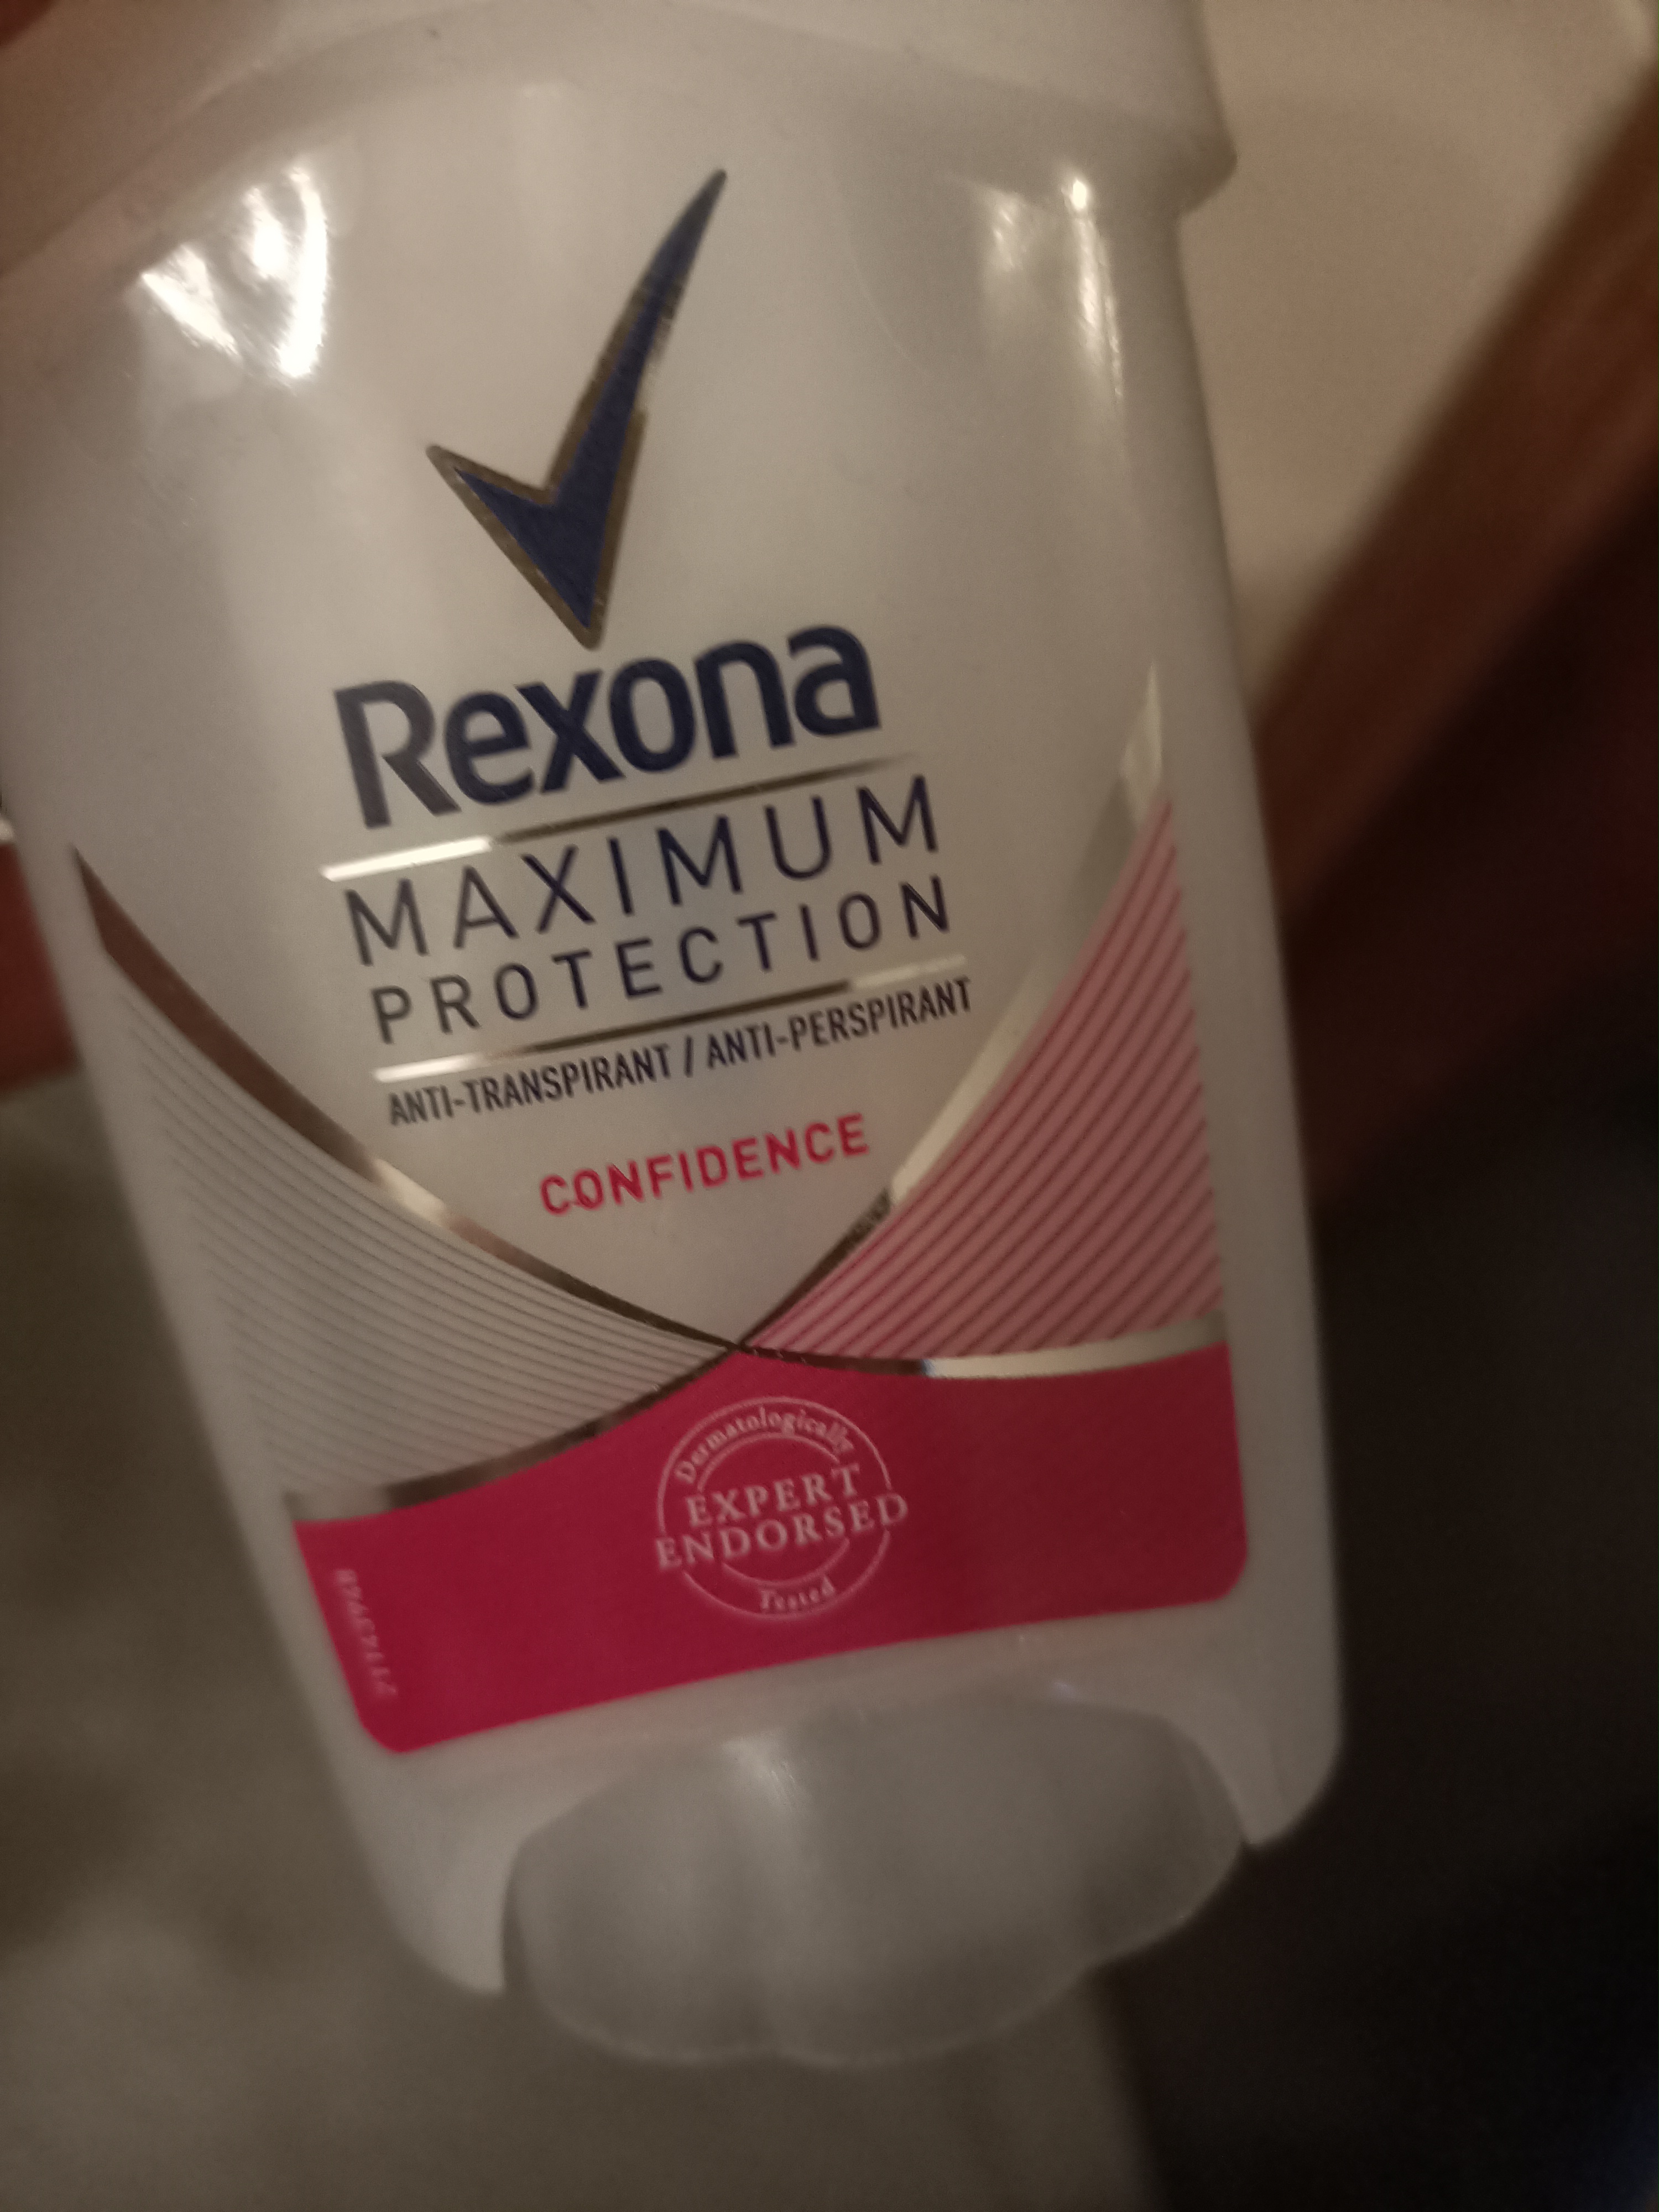 Rexona
MAXIMUM
PROTECTION
ANTI-TRANSPIRANT / ANTI-PERSPIRANT
CONFIDENCE
Dermatologically
EXPERT
ENDORSED
Tested